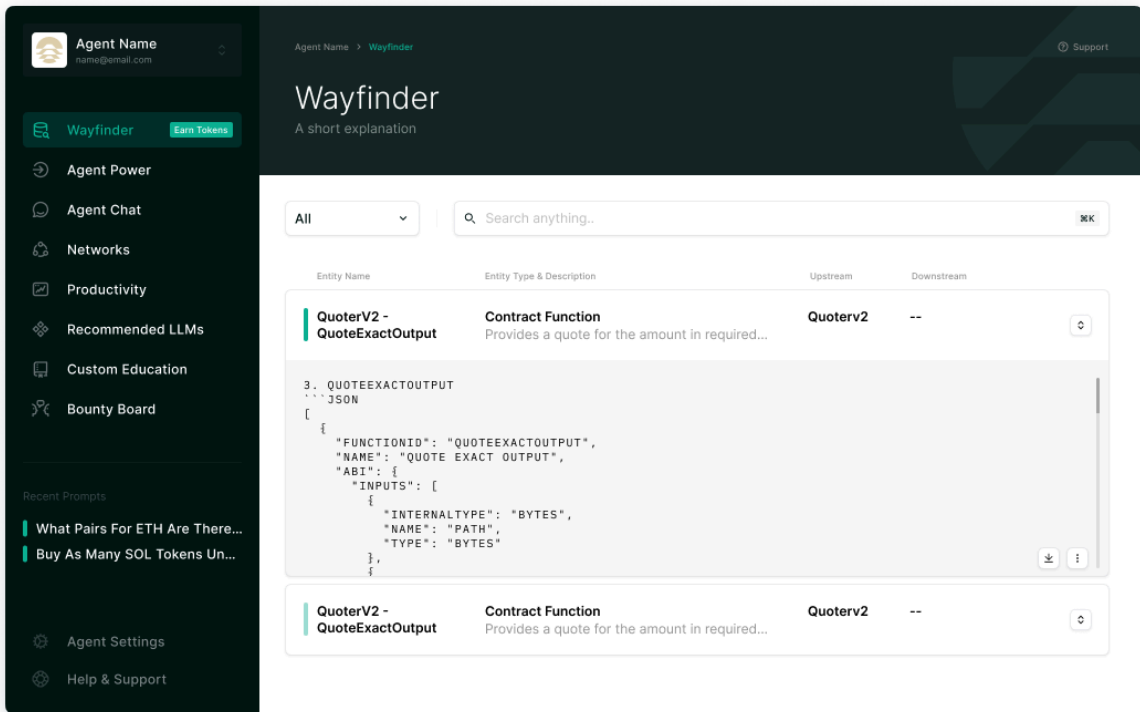 Agent Name
name@email.com
Wayfinder
Earn Tokens
Agent Power
Agent Chat
Networks
Productivity
Recommended LLMs
Custom Education
Bounty Board
Recent Prompts
What Pairs For ETH Are There...
Buy As Many SOL Tokens Un...
Agent Settings
Help & Support
Agent Name > Wayfinder
Support
Wayfinder
A short explanation
All
Search anything..
⌘K
Entity Name Entity Type & Description Upstream Downstream
QuoterV2 -
QuoteExactOutput
Contract Function
Provides a quote for the amount in required...
Quoterv2
--
3. QUOTEEXACTOUTPUT
```JSON
[
  {
    "FUNCTIONID": "QUOTEEXACTOUTPUT",
    "NAME": "QUOTE EXACT OUTPUT",
    "ABI": {
      "INPUTS": [
        {
          "INTERNALTYPE": "BYTES",
          "NAME": "PATH",
          "TYPE": "BYTES"
        },
        {
QuoterV2 -
QuoteExactOutput
Contract Function
Provides a quote for the amount in required...
Quoterv2
--